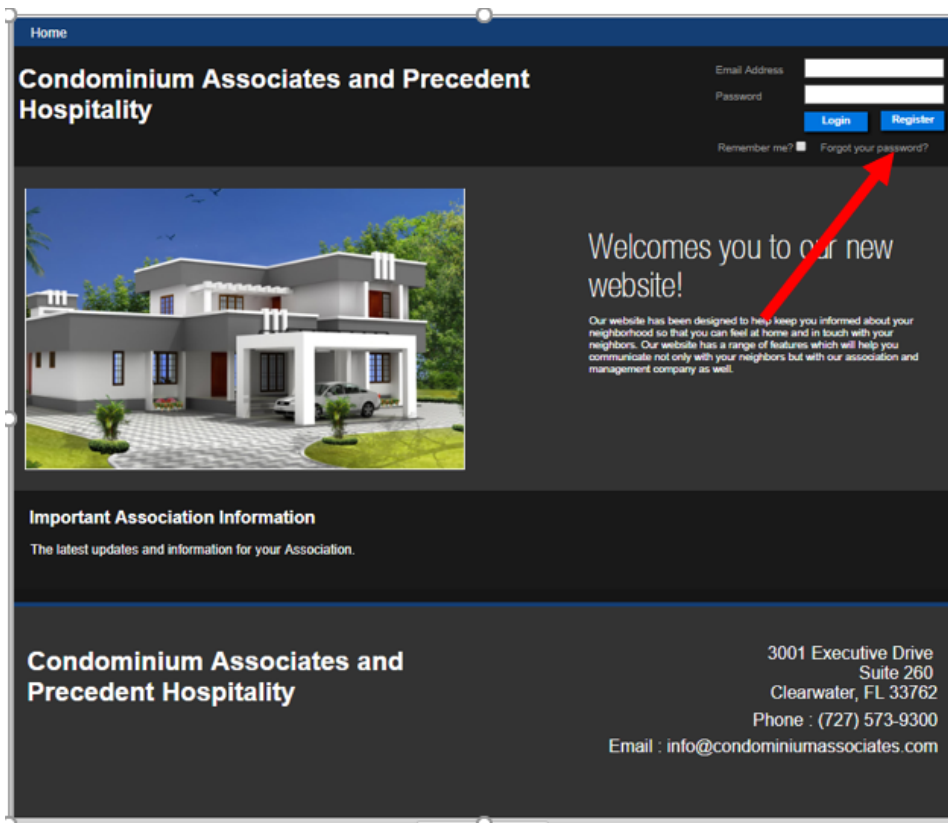 Home
Condominium Associates and Precedent
Hospitality
Email Address
Password
Login Register
Remember me? Forgot your password?
Welcomes you to our new
website!
Our website has been designed to help keep you informed about your
neighborhood so that you can feel at home and in touch with your
neighbors. Our website has a range of features which will help you
communicate not only with your neighbors but with our association and
management company as well.
Important Association Information
The latest updates and information for your Association.
Condominium Associates and
Precedent Hospitality
3001 Executive Drive
Suite 260
Clearwater, FL 33762
Phone : (727) 573-9300
Email : info@condominiumassociates.com